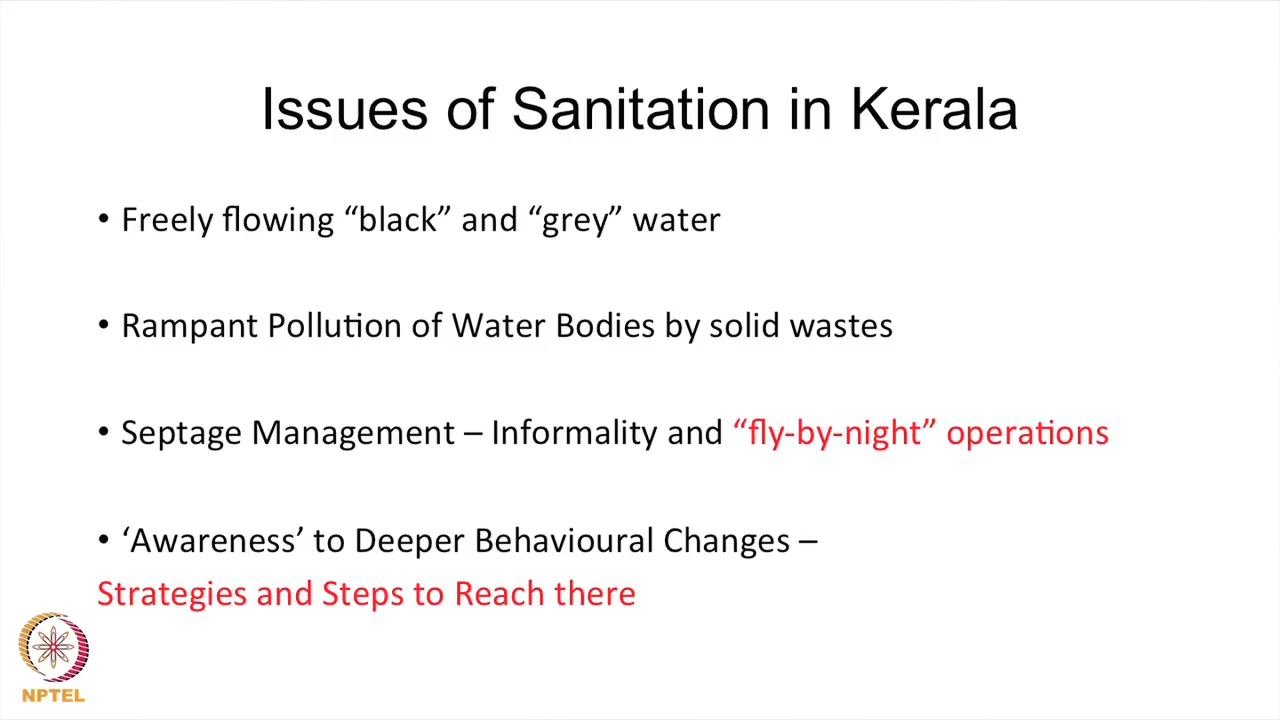 Issues of Sanitation in Kerala
• Freely flowing “black” and “grey” water
• Rampant Pollution of Water Bodies by solid wastes
• Septage Management – Informality and “fly-by-night” operations
• ‘Awareness’ to Deeper Behavioural Changes –
Strategies and Steps to Reach there
NPTEL